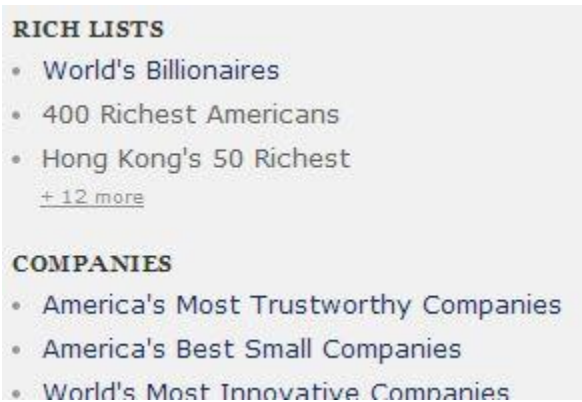 RICH LISTS
• World's Billionaires
• 400 Richest Americans
• Hong Kong's 50 Richest
+ 12 more
COMPANIES
• America's Most Trustworthy Companies
• America's Best Small Companies
• World's Most Innovative Companies